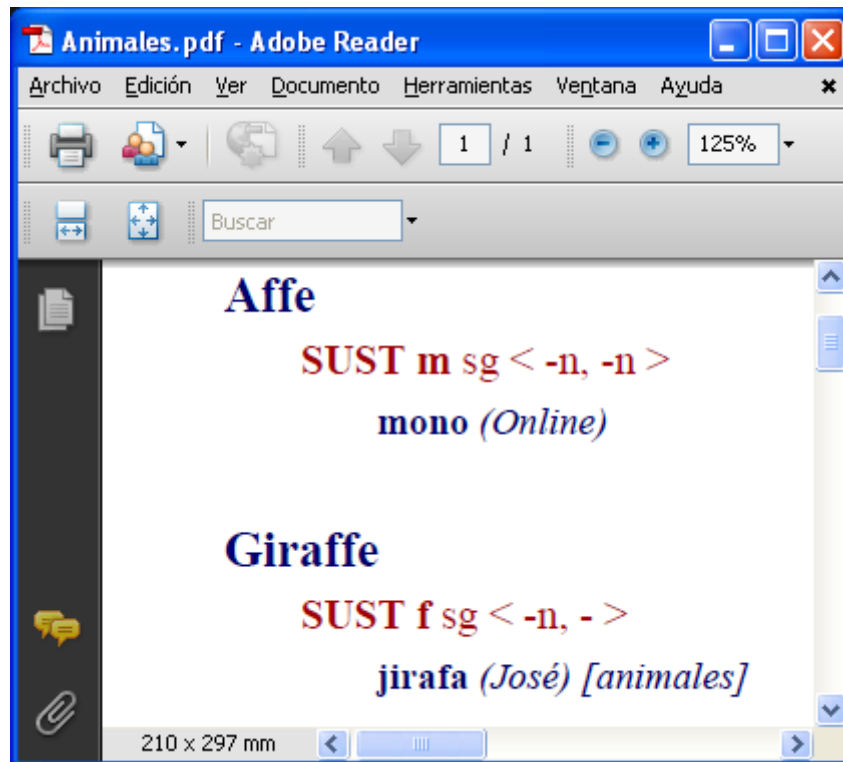 Animales.pdf - Adobe Reader
Archivo Edición Ver Documento Herramientas Ventana Ayuda
1 / 1 125%
Buscar
Affe
SUST m sg < -n, -n >
mono (Online)
Giraffe
SUST f sg < -n, - >
jirafa (José) [animales]
210 x 297 mm